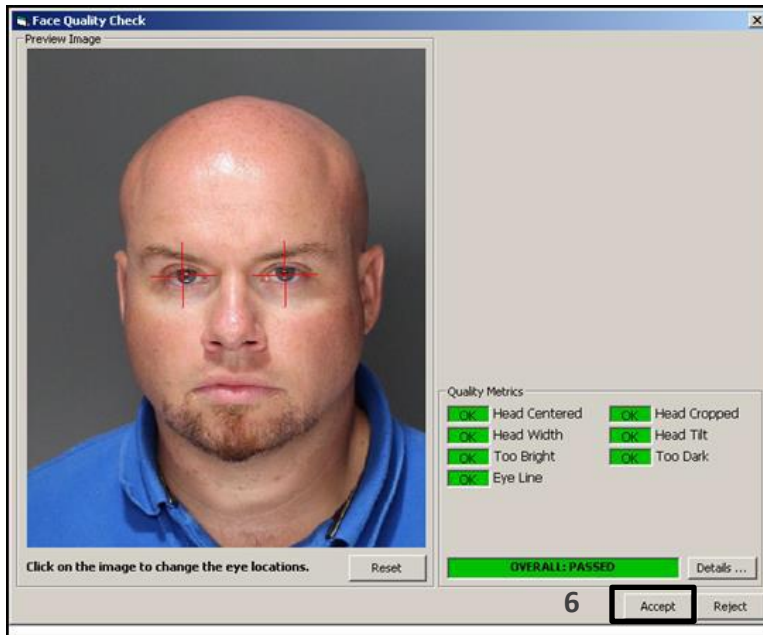 Face Quality Check
Preview Image
Quality Metrics
OK Head Centered OK Head Cropped
OK Head Width OK Head Tilt
OK Too Bright OK Too Dark
OK Eye Line
Click on the image to change the eye locations. Reset
OVERALL: PASSED Details ...
6 Accept Reject